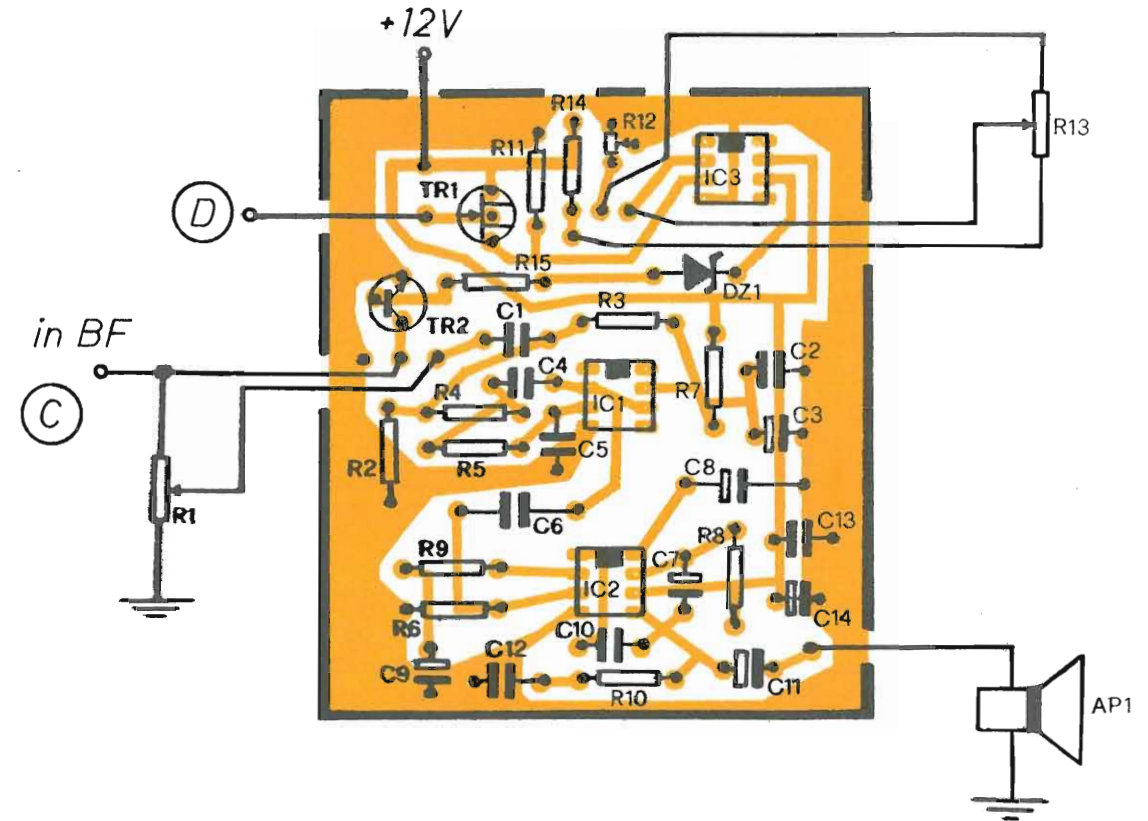 +12V
R14
R12
R13
R11
IC3
TR1
D
R15
DZ1
R3
C1
TR2
in BF
C2
C4
R4
IC1
R7
C
C3
C5
R2
R5
C8
R1
C6
C13
R8
R9
C7
IC2
C14
R6
C10
C12
C9
C11
R10
AP1